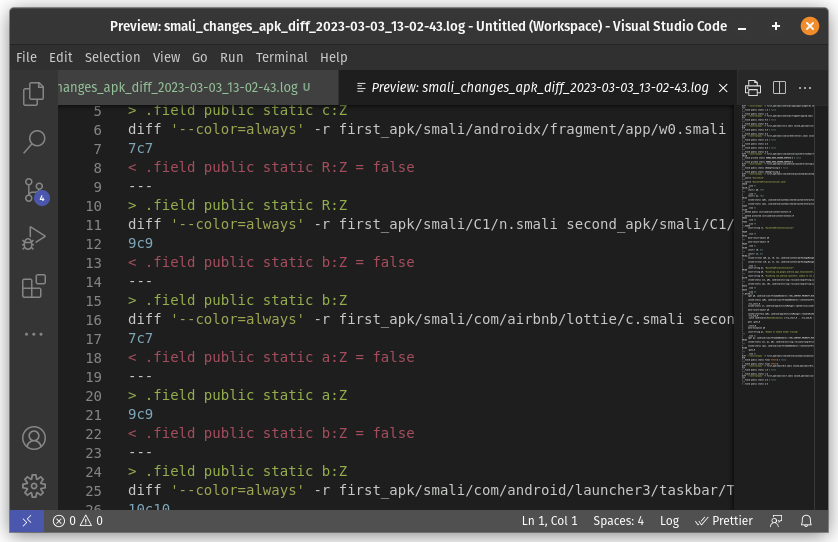 Preview: smali_changes_apk_diff_2023-03-03_13-02-43.log - Untitled (Workspace) - Visual Studio Code
File Edit Selection View Go Run Terminal Help
hanges_apk_diff_2023-03-03_13-02-43.log U
Preview: smali_changes_apk_diff_2023-03-03_13-02-43.log
5 > .field public static c:Z
6 diff '--color=always' -r first_apk/smali/androidx/fragment/app/w0.smali
7 7c7
8 < .field public static R:Z = false
9 ---
10 > .field public static R:Z
11 diff '--color=always' -r first_apk/smali/C1/n.smali second_apk/smali/C1/
12 9c9
13 < .field public static b:Z = false
14 ---
15 > .field public static b:Z
16 diff '--color=always' -r first_apk/smali/com/airbnb/lottie/c.smali secon
17 7c7
18 < .field public static a:Z = false
19 ---
20 > .field public static a:Z
21 9c9
22 < .field public static b:Z = false
23 ---
24 > .field public static b:Z
25 diff '--color=always' -r first_apk/smali/com/android/launcher3/taskbar/T
26 10c10
4
0 0
Ln 1, Col 1 Spaces: 4 Log Prettier